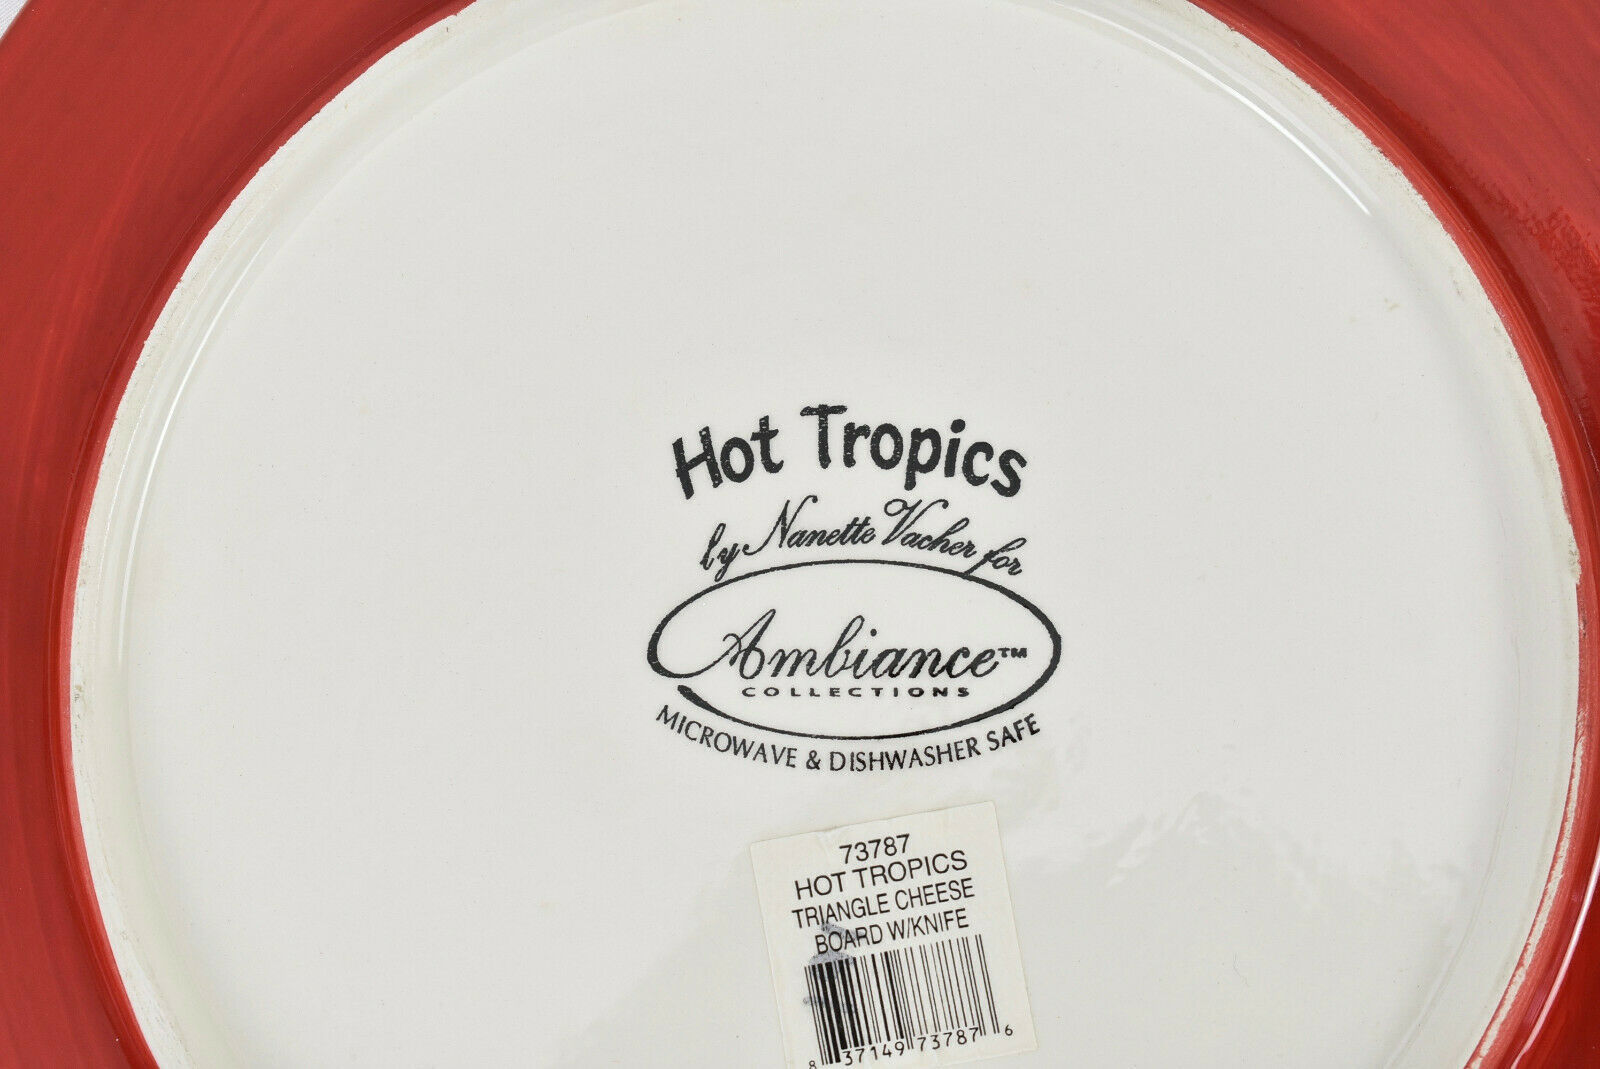 Hot Tropics
by Nanette Vacher for
Ambiance™
COLLECTIONS
MICROWAVE & DISHWASHER SAFE
73787
HOT TROPICS
TRIANGLE CHEESE
BOARD W/KNIFE
8 37149 73787 6